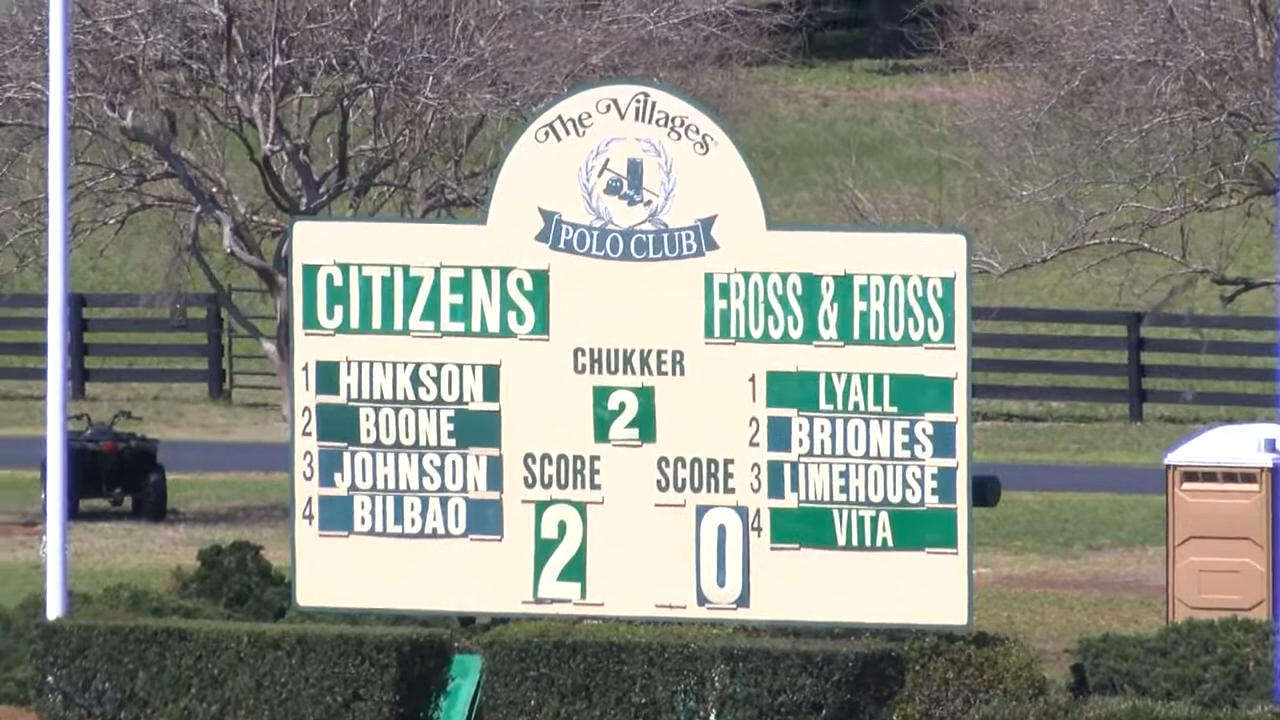 The Villages
POLO CLUB
CITIZENS
FROSS & FROSS
CHUKKER
2
1 HINKSON
2 BOONE
3 JOHNSON
4 BILBAO
SCORE
2
SCORE
0
1 LYALL
2 BRIONES
3 LIMEHOUSE
4 VITA